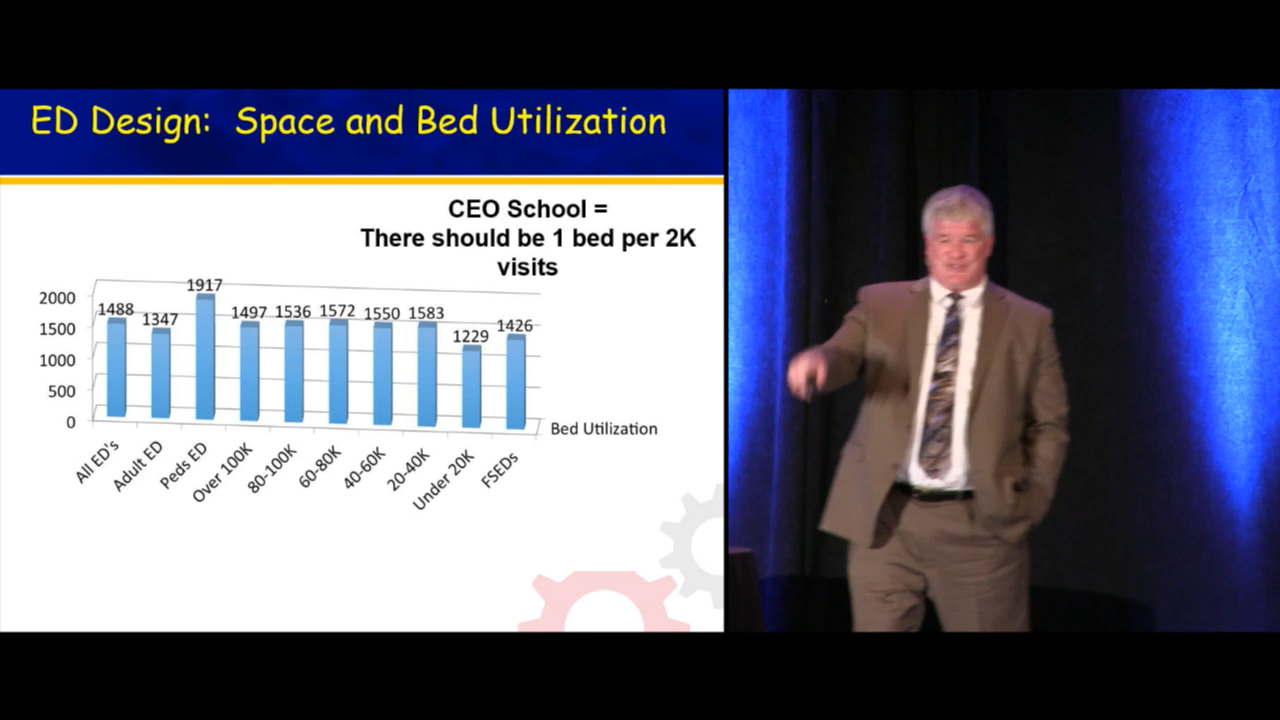 ED Design: Space and Bed Utilization
CEO School =
There should be 1 bed per 2K
visits
2000
1500
1000
500
0
1488
1347
1917
1497
1536
1572
1550
1583
1229
1426
All ED's
Adult ED
Peds ED
Over 100K
80-100K
60-80K
40-60K
20-40K
Under 20K
FSEDs
Bed Utilization